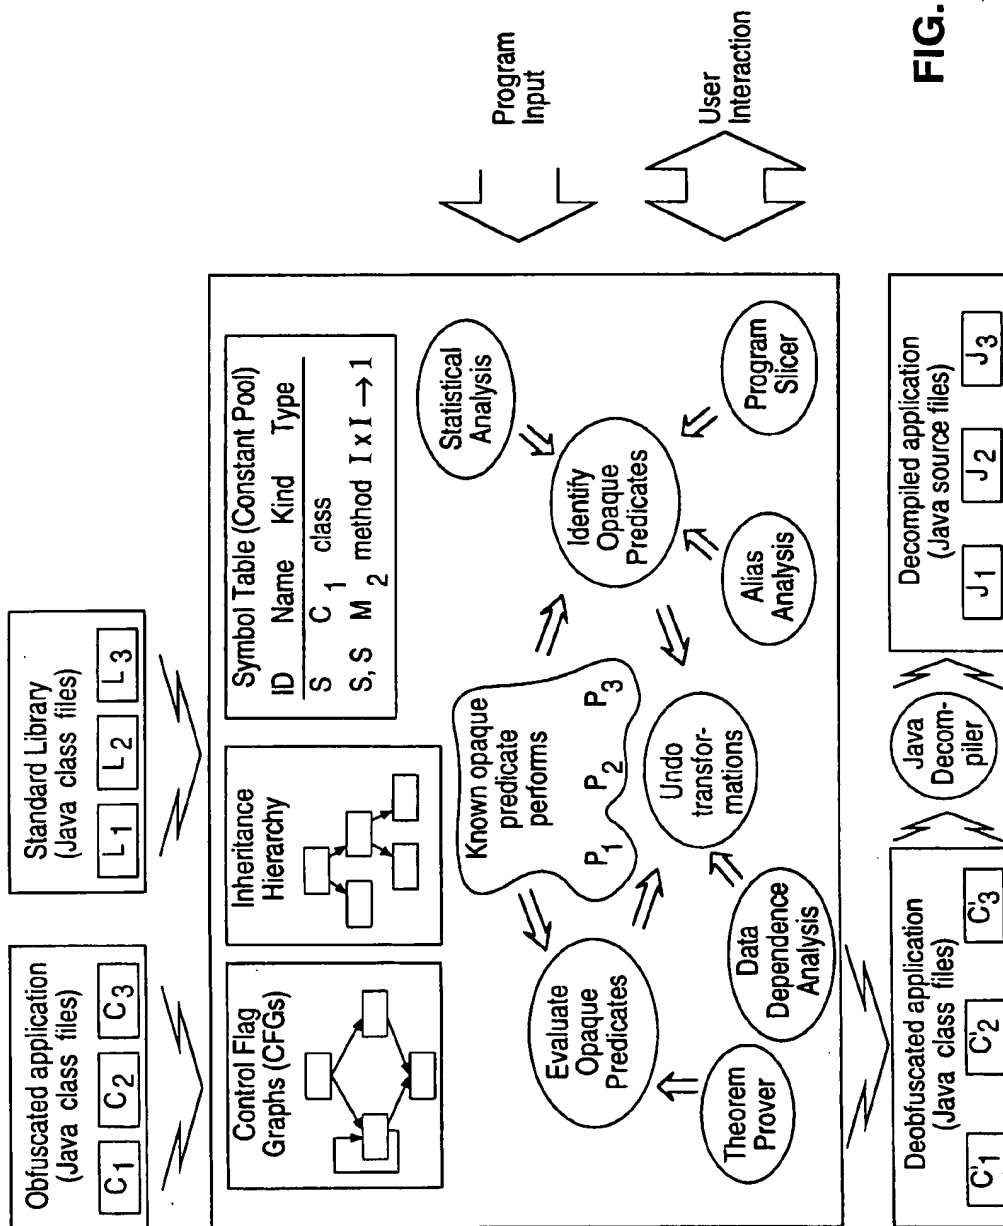 Obfuscated application
(Java class files)
C1 C2 C3
Standard Library
(Java class files)
L1 L2 L3
Control Flag
Graphs (CFGs)
Inheritance
Hierarchy
Symbol Table (Constant Pool)
ID Name Kind Type
S C1 class
S, S M2 method I x I → 1
Program
Input
User
Interaction
Known opaque
predicate
performs
P1 P2 P3
Statistical
Analysis
Evaluate
Opaque
Predicates
Identify
Opaque
Predicates
Undo
transfor-
mations
Theorem
Prover
Data
Dependence
Analysis
Alias
Analysis
Program
Slicer
Deobfuscated application
(Java class files)
C'1 C'2 C'3
Java
Decom-
piler
Decompiled application
(Java source files)
J1 J2 J3
FIG.